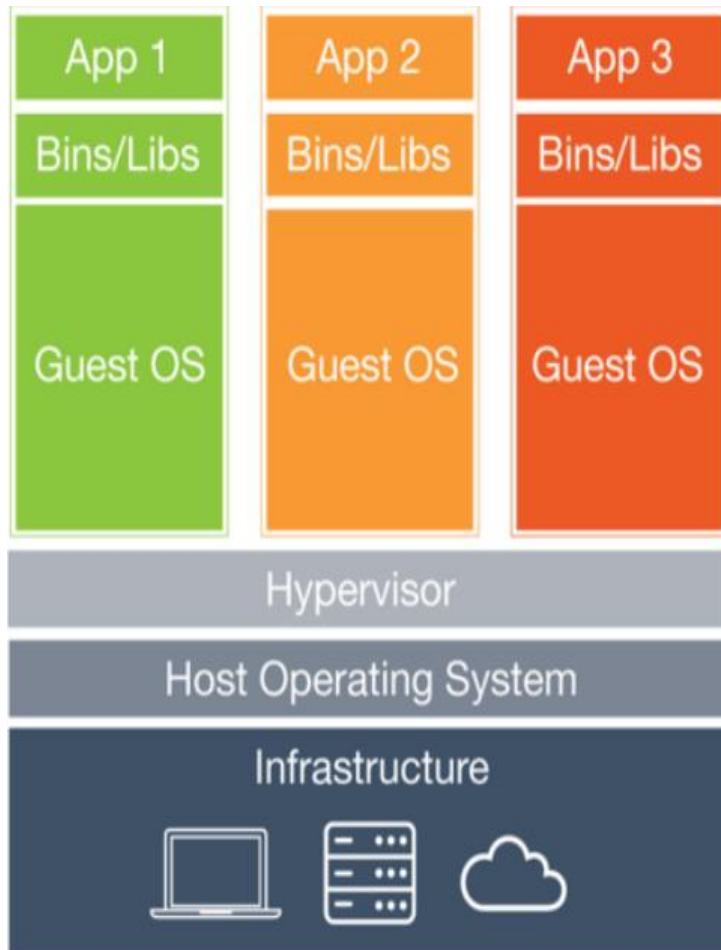 App 1
App 2
App 3
Bins/Libs
Bins/Libs
Bins/Libs
Guest OS
Guest OS
Guest OS
Hypervisor
Host Operating System
Infrastructure